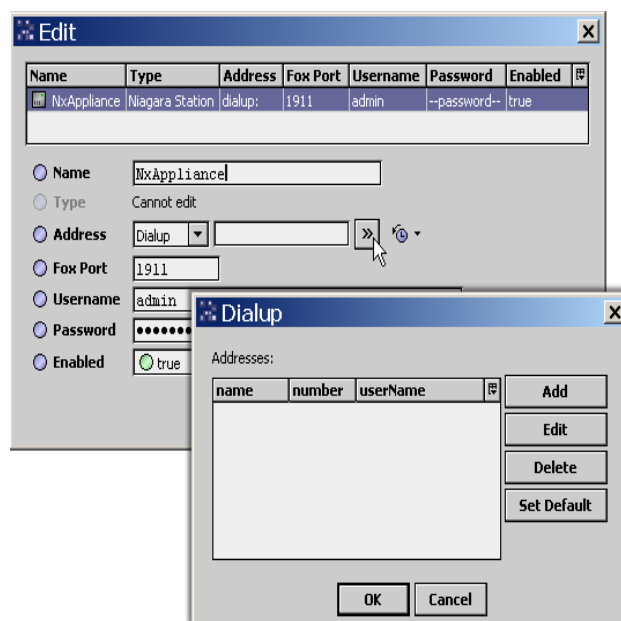 Edit
Name Type Address Fox Port Username Password Enabled
NxAppliance Niagara Station dialup: 1911 admin --password-- true
Name NxAppliance
Type Cannot edit
Address Dialup
Fox Port 1911
Username admin
Password
Enabled true
Dialup
Addresses:
name number userName
Add
Edit
Delete
Set Default
OK Cancel